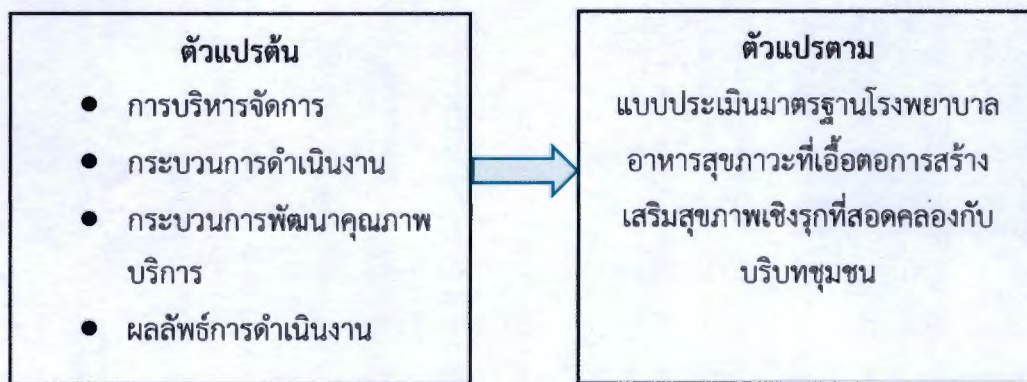 ตัวแปรต้น
● การบริหารจัดการ
● กระบวนการดำเนินงาน
● กระบวนการพัฒนาคุณภาพ
บริการ
● ผลลัพธ์การดำเนินงาน
ตัวแปรตาม
แบบประเมินมาตรฐานโรงพยาบาล
อาหารสุขภาวะที่เอื้อตอการสร้าง
เสริมสุขภาพเชิงรุกที่สอดคลองกับ
บริบทชุมชน